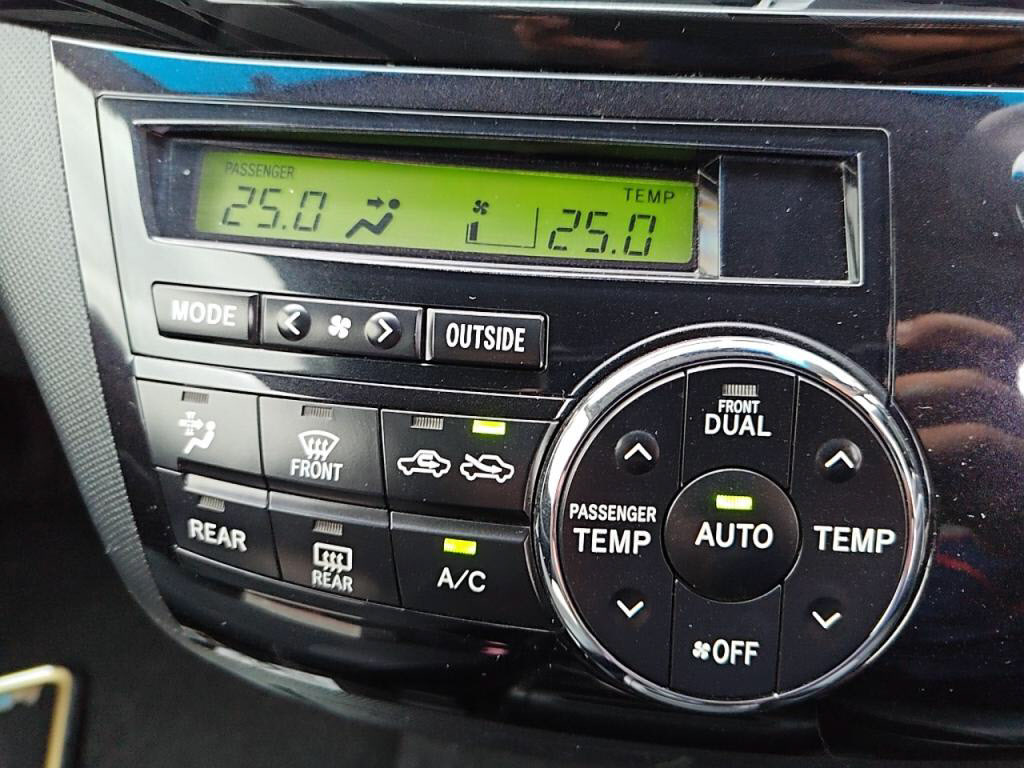 PASSENGER
TEMP
25.0
25.0
MODE
OUTSIDE
FRONT
DUAL
FRONT
PASSENGER
TEMP
AUTO
TEMP
REAR
REAR
A/C
OFF